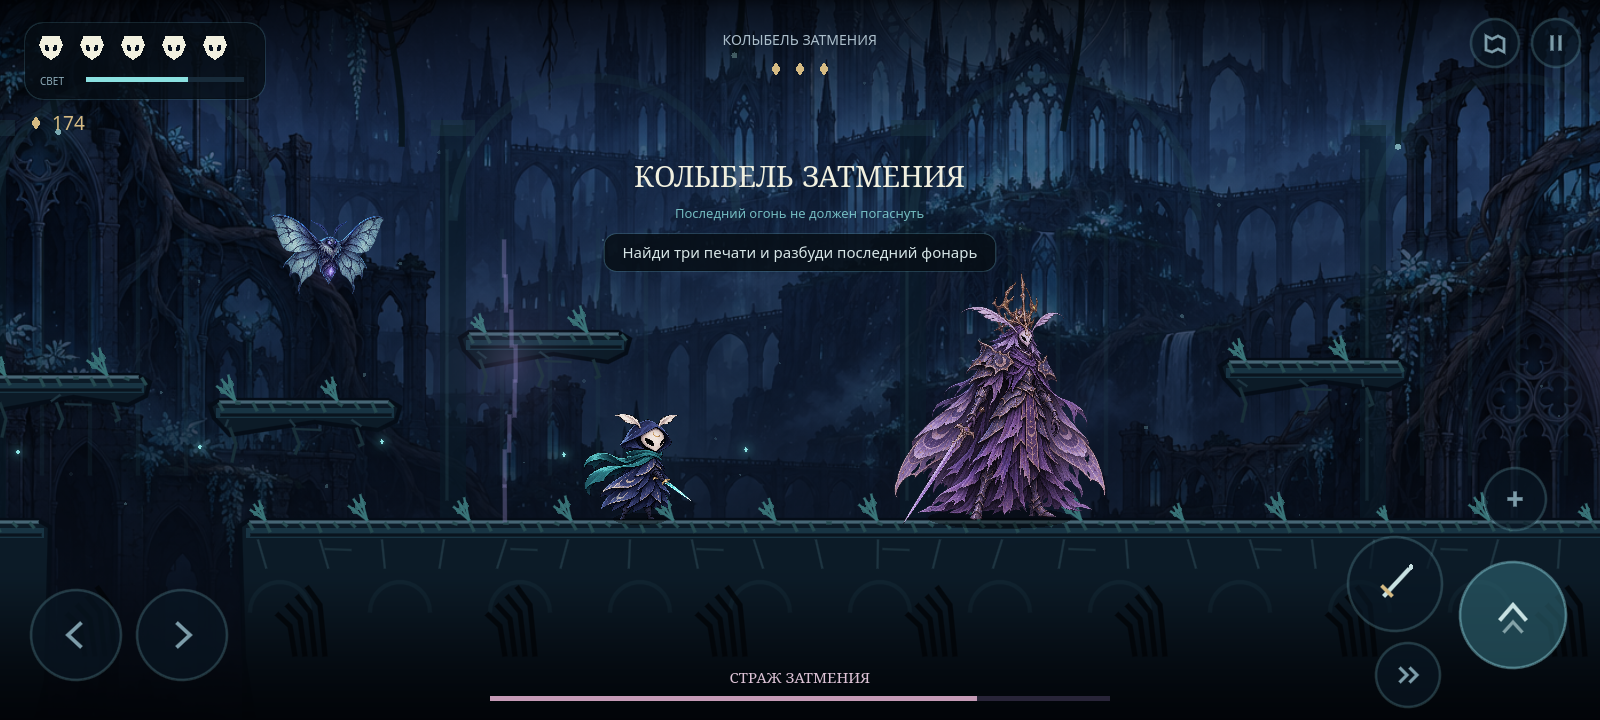 СВЕТ
174
КОЛЫБЕЛЬ ЗАТМЕНИЯ
КОЛЫБЕЛЬ ЗАТМЕНИЯ
Последний огонь не должен погаснуть
Найди три печати и разбуди последний фонарь
СТРАЖ ЗАТМЕНИЯ